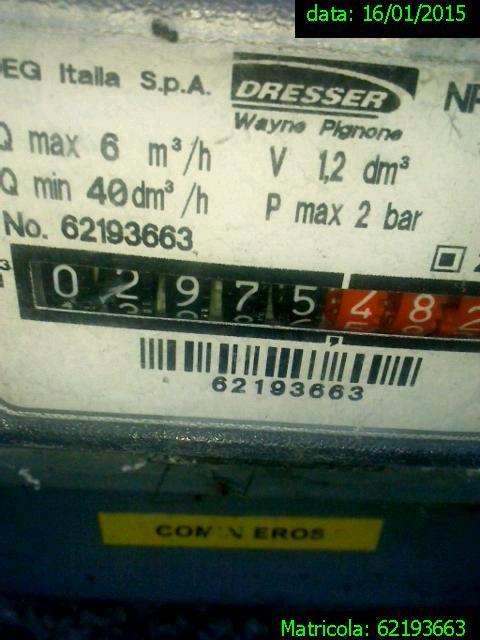 data: 16/01/2015
EG Italia S.p.A.
DRESSER
Wayne Pignone
Q max 6 m³/h
V 1,2 dm³
Q min 40dm³/h
P max 2 bar
No. 62193663
0 2 9 7 5 4 8 2
62193663
Matricola: 62193663